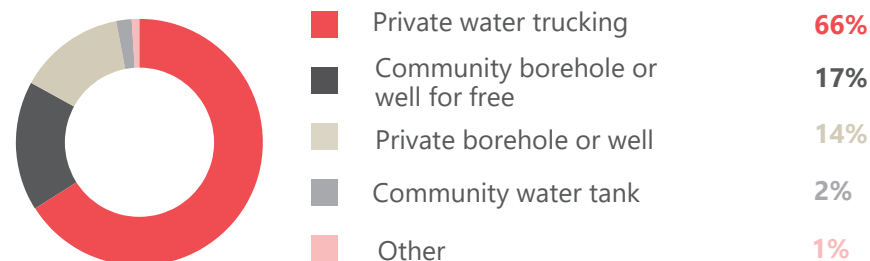 Private water trucking 66%
Community borehole or
well for free 17%
Private borehole or well 14%
Community water tank 2%
Other 1%